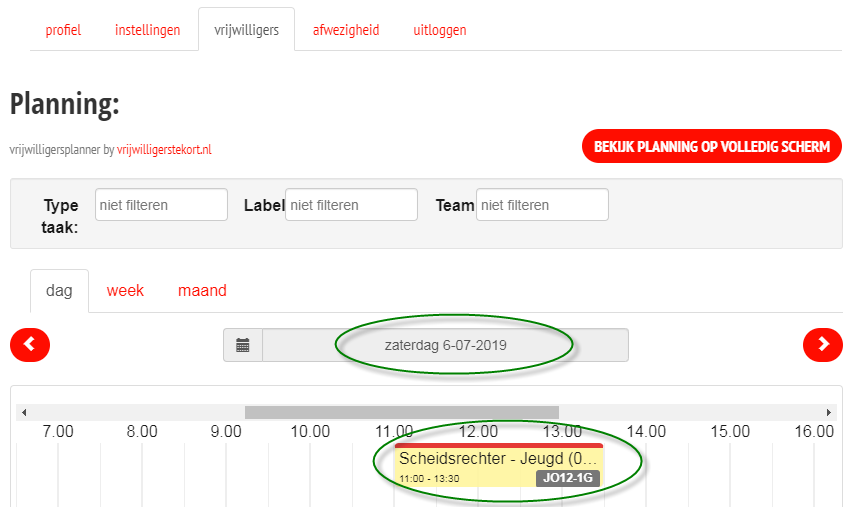 profiel instellingen vrijwilligers afwezigheid uitloggen
Planning:
vrijwilligersplanner by vrijwilligerstekort.nl
BEKIJK PLANNING OP VOLLEDIG SCHERM
Type taak: niet filteren Label niet filteren Team niet filteren
dag week maand
zaterdag 6-07-2019
7.00 8.00 9.00 10.00 11.00 12.00 13.00 14.00 15.00 16.00
Scheidsrechter - Jeugd (0...
11:00 - 13:30 JO12-1G